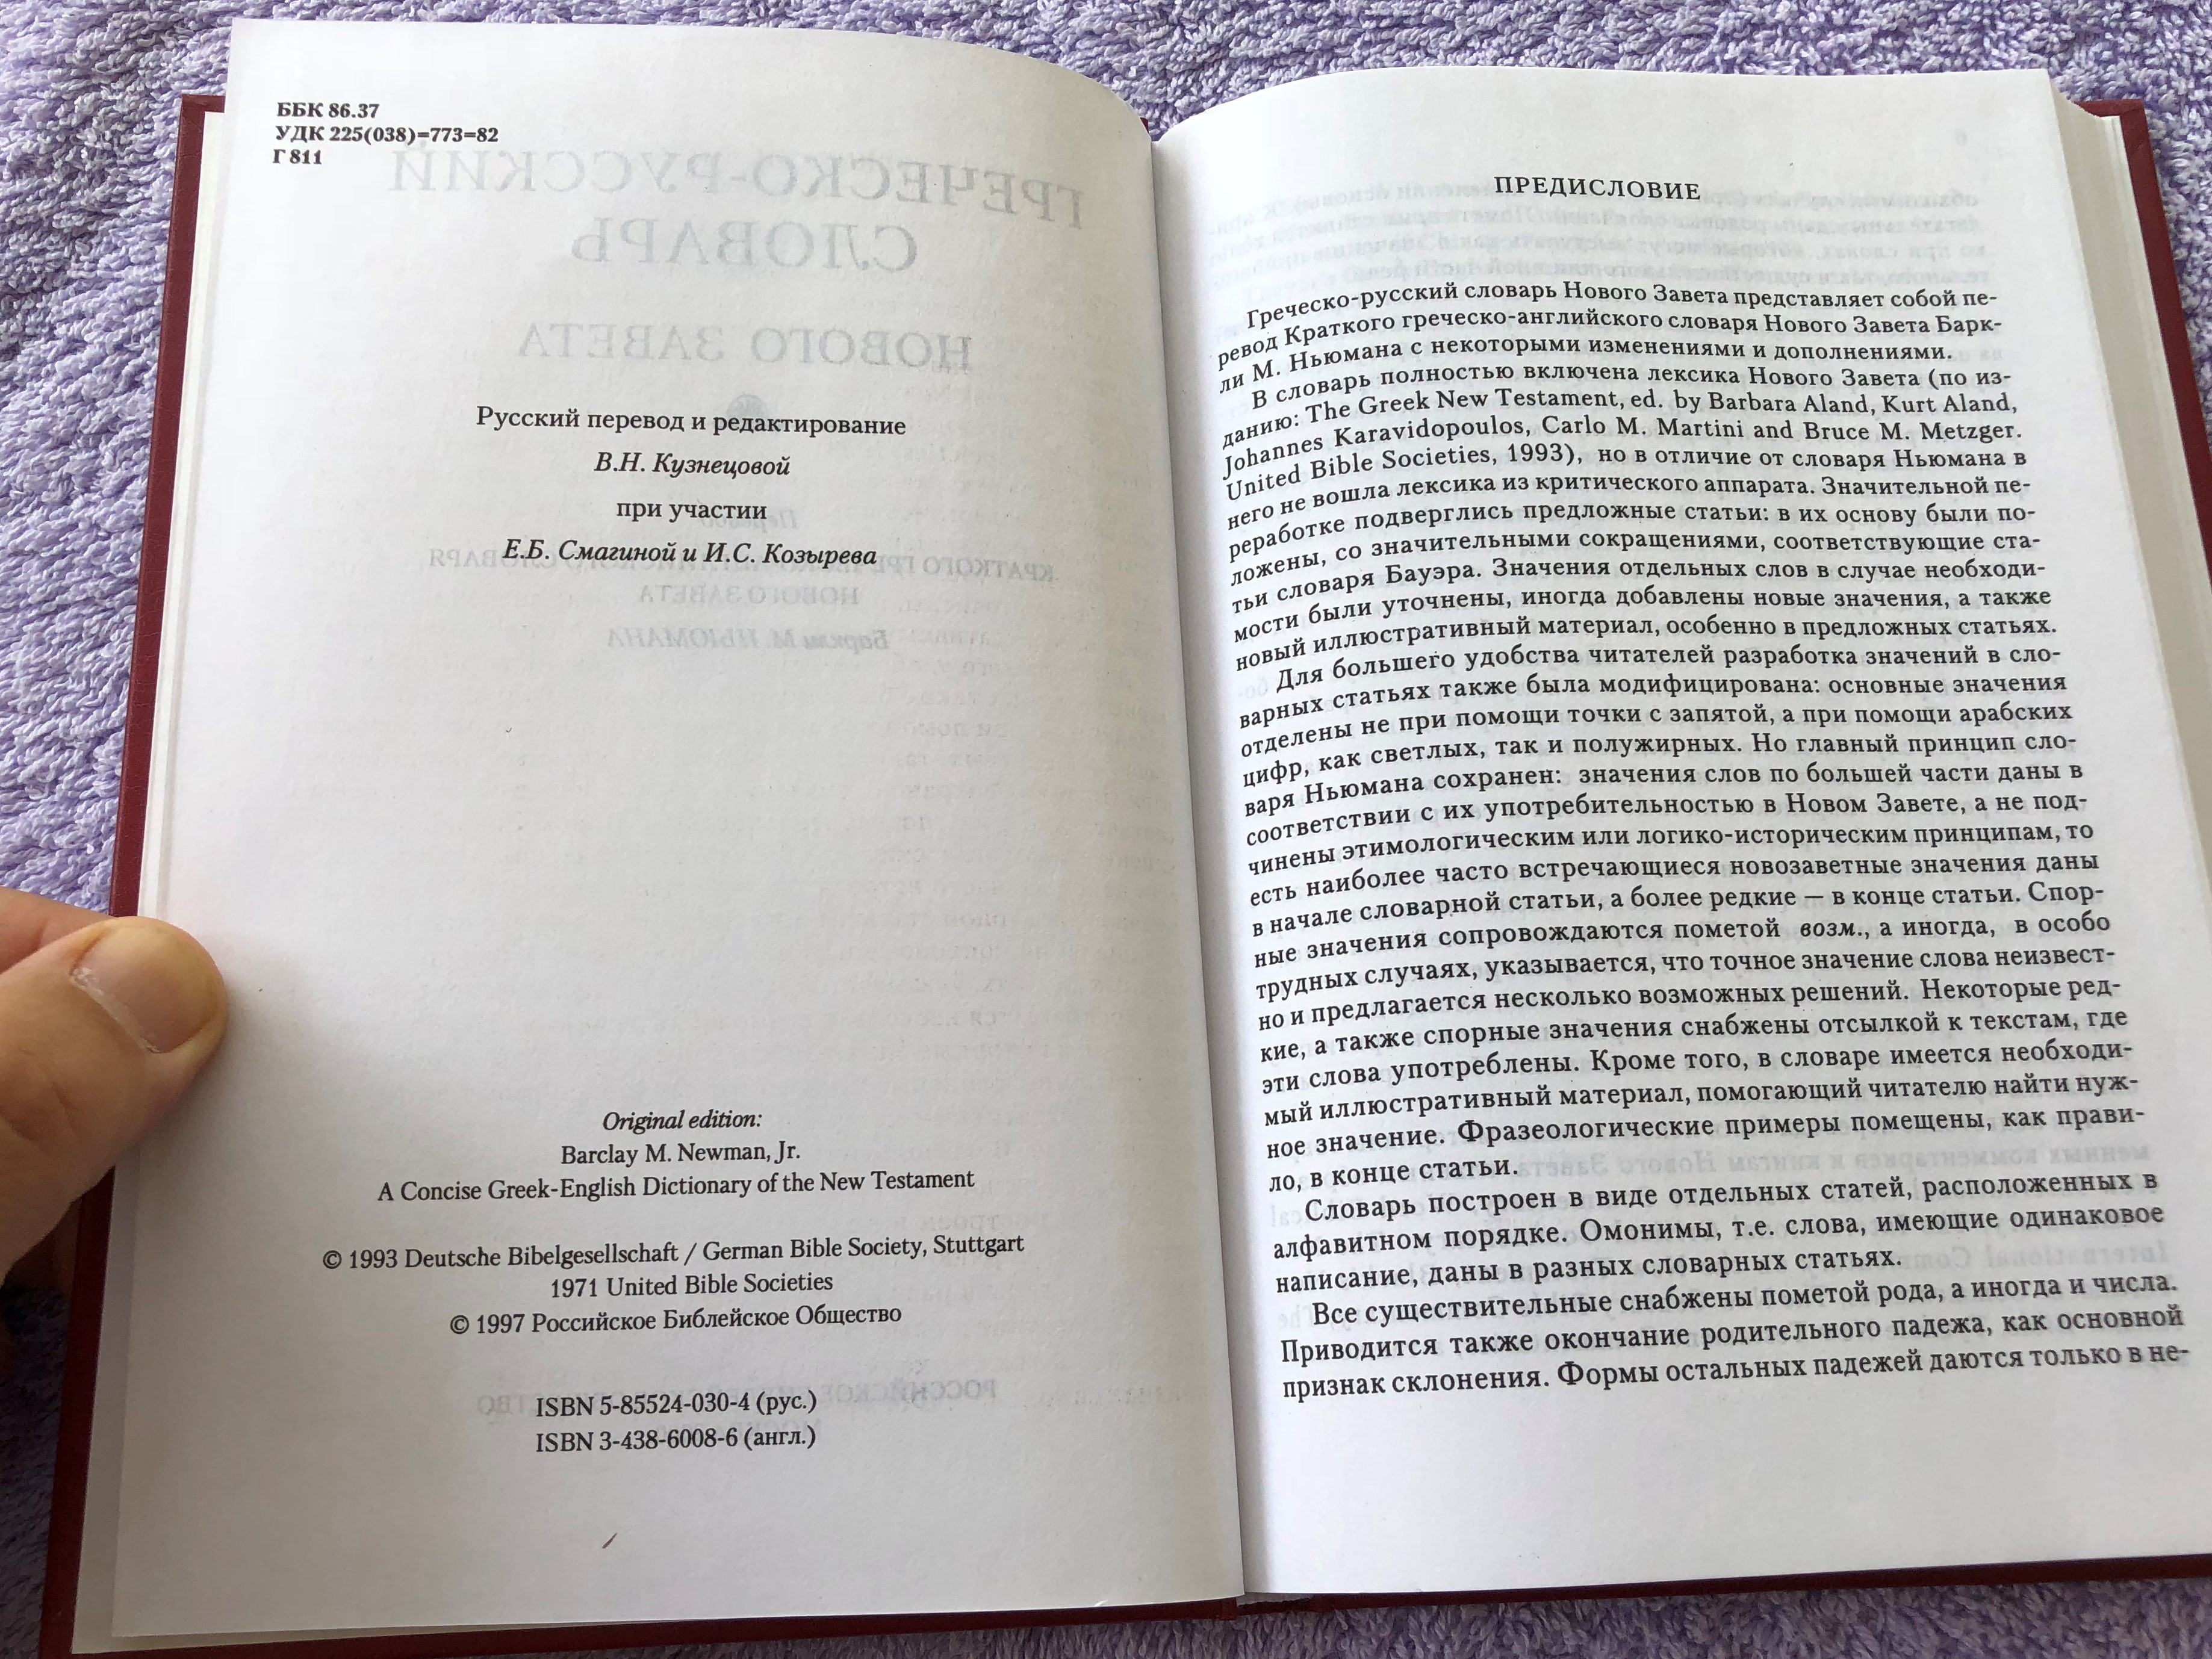 ББК 86.37
УДК 225(038)=773=82
Г 811
Русский перевод и редактирование
В.Н. Кузнецовой
при участии
Е.Б. Смагиной и И.С. Козырева
Original edition:
Barclay M. Newman, Jr.
A Concise Greek-English Dictionary of the New Testament
© 1993 Deutsche Bibelgesellschaft / German Bible Society, Stuttgart
1971 United Bible Societies
© 1997 Российское Библейское Общество
ISBN 5-85524-030-4 (рус.)
ISBN 3-438-6008-6 (англ.)
ПРЕДИСЛОВИЕ
Греческо-русский словарь Нового Завета представляет собой пе-
ревод Краткого греческо-английского словаря Нового Завета Барк-
ли М. Ньюмана с некоторыми изменениями и дополнениями.
В словарь полностью включена лексика Нового Завета (по из-
данию: The Greek New Testament, ed. by Barbara Aland, Kurt Aland,
Johannes Karavidopoulos, Carlo M. Martini and Bruce M. Metzger.
United Bible Societies, 1993), но в отличие от словаря Ньюмана в
него не вошла лексика из критического аппарата. Значительной пе-
реработке подверглись предложные статьи: в их основу были по-
ложены, со значительными сокращениями, соответствующие ста-
тьи словаря Бауэра. Значения отдельных слов в случае необходи-
мости были уточнены, иногда добавлены новые значения, а также
новый иллюстративный материал, особенно в предложных статьях.
Для большего удобства читателей разработка значений в сло-
варных статьях также была модифицирована: основные значения
отделены не при помощи точки с запятой, а при помощи арабских
цифр, как светлых, так и полужирных. Но главный принцип сло-
варя Ньюмана сохранен: значения слов по большей части даны в
соответствии с их употребительностью в Новом Завете, а не под-
чинены этимологическим или логико-историческим принципам, то
есть наиболее часто встречающиеся новозаветные значения даны
в начале словарной статьи, а более редкие — в конце статьи. Спор-
ные значения сопровождаются пометой возм., а иногда, в особо
трудных случаях, указывается, что точное значение слова неизвест-
но и предлагается несколько возможных решений. Некоторые ред-
кие, а также спорные значения снабжены отсылкой к текстам, где
эти слова употреблены. Кроме того, в словаре имеется необходи-
мый иллюстративный материал, помогающий читателю найти нуж-
ное значение. Фразеологические примеры помещены, как прави-
ло, в конце статьи.
Словарь построен в виде отдельных статей, расположенных в
алфавитном порядке. Омонимы, т.е. слова, имеющие одинаковое
написание, даны в разных словарных статьях.
Все существительные снабжены пометой рода, а иногда и числа.
Приводится также окончание родительного падежа, как основной
признак склонения. Формы остальных падежей даются только в не-